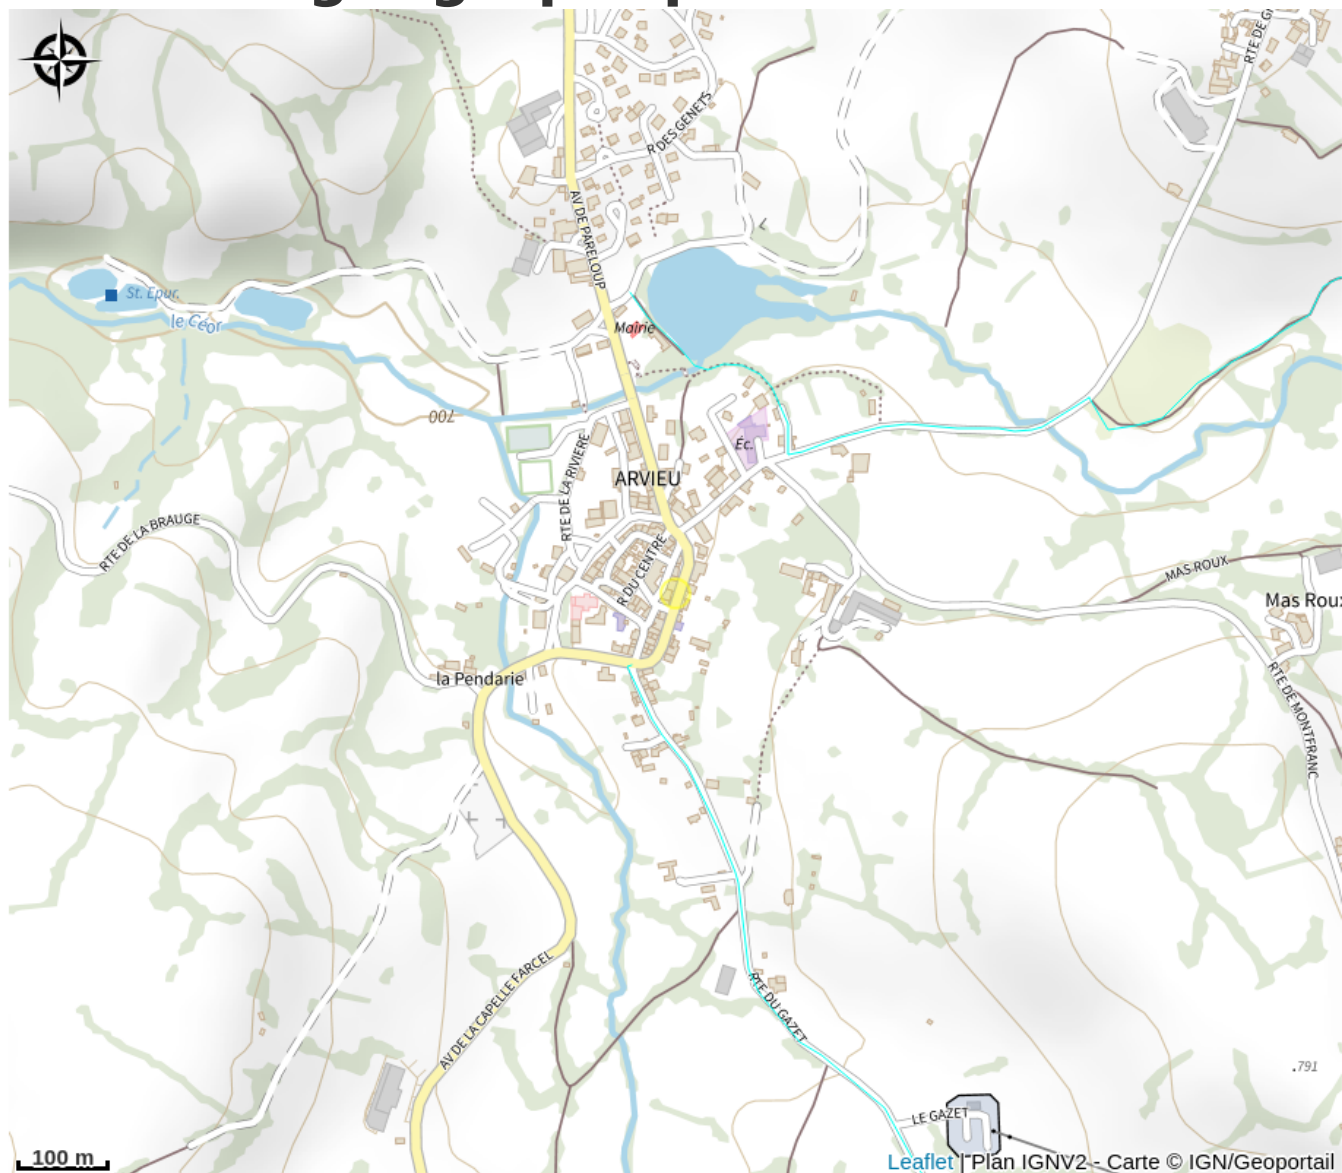 RTE DE G
R DES GENETS
AV DE PARELOUP
St. Epur.
le Céor
Mairie
700
Éc.
ARVIEU
RTE DE LA RIVIERE
RTE DE LA BRAUGE
R DU CENTRE
MAS ROUX
Mas Roux
la Pendarie
RTE DE MONTFRANC
AV DE LA CAPELLE FARCEL
RTE DU GAZET
.791
LE GAZET
100 m
Leaflet | Plan IGNV2 - Carte © IGN/Geoportail